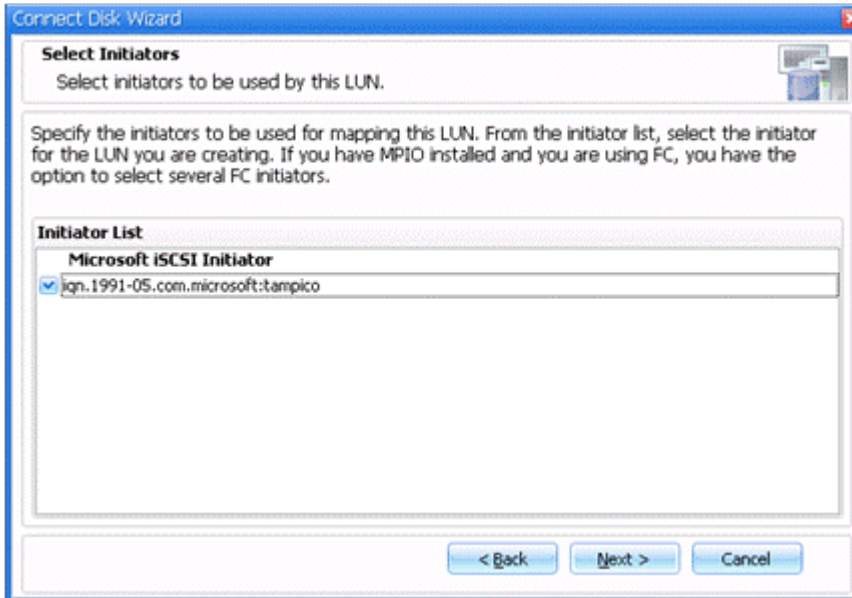 Connect Disk Wizard
Select Initiators
Select initiators to be used by this LUN.
Specify the initiators to be used for mapping this LUN. From the initiator list, select the initiator
for the LUN you are creating. If you have MPIO installed and you are using FC, you have the
option to select several FC initiators.
Initiator List
Microsoft iSCSI Initiator
iqn.1991-05.com.microsoft:tampico
< Back Next > Cancel